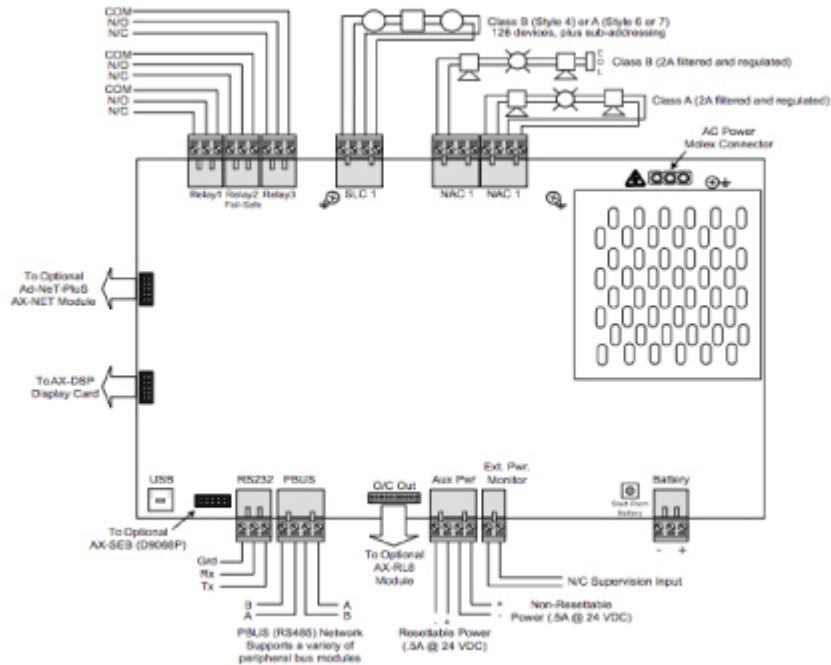 COM
N/O
N/C
COM
N/O
N/C
COM
N/O
N/C
Class B (Style 4) or A (Style 6 or 7)
126 devices, plus sub-addressing
E
O
L
Class B (2A filtered and regulated)
Class A (2A filtered and regulated)
AC Power
Molex Connector
Relay1 Relay2 Relay3
Fail-Safe
SLC 1
NAC 1 NAC 1
To Optional
Ad-NeT-PluS
AX-NET Module
To AX-DSP
Display Card
USB
RS232
PBUS
O/C Out
Aux Pwr
Ext. Pwr.
Monitor
Start From
Battery
Battery
- +
To Optional
AX-SEB (D9068P)
Grd
Rx
Tx
To Optional
AX-RL8
Module
N/C Supervision Input
B
A
A
B
- +
+
-
Non-Resettable
Power (.5A @ 24 VDC)
PBUS (RS485) Network
Supports a variety of
peripheral bus modules
Resettable Power
(.5A @ 24 VDC)